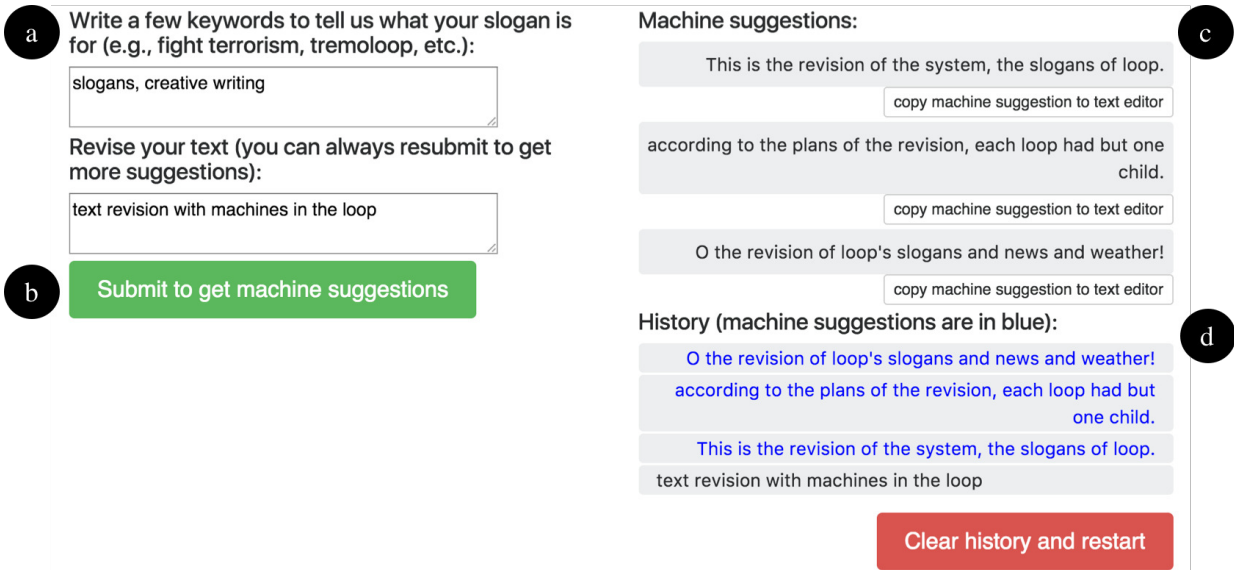 a
Write a few keywords to tell us what your slogan is
for (e.g., fight terrorism, tremoloop, etc.):
slogans, creative writing
Revise your text (you can always resubmit to get
more suggestions):
text revision with machines in the loop
b
Submit to get machine suggestions
c
Machine suggestions:
This is the revision of the system, the slogans of loop.
copy machine suggestion to text editor
according to the plans of the revision, each loop had but one
child.
copy machine suggestion to text editor
O the revision of loop's slogans and news and weather!
copy machine suggestion to text editor
d
History (machine suggestions are in blue):
O the revision of loop's slogans and news and weather!
according to the plans of the revision, each loop had but
one child.
This is the revision of the system, the slogans of loop.
text revision with machines in the loop
Clear history and restart